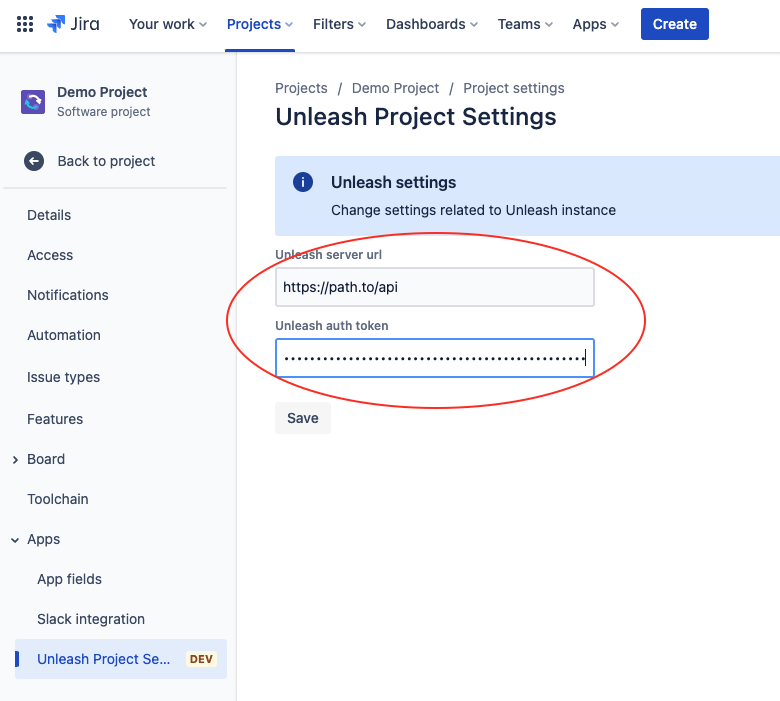 Jira
Your work
Projects
Filters
Dashboards
Teams
Apps
Create
Demo Project
Software project
Back to project
Details
Access
Notifications
Automation
Issue types
Features
Board
Toolchain
Apps
App fields
Slack integration
Unleash Project Se... DEV
Projects / Demo Project / Project settings
Unleash Project Settings
Unleash settings
Change settings related to Unleash instance
Unleash server url
https://path.to/api
Unleash auth token
Save